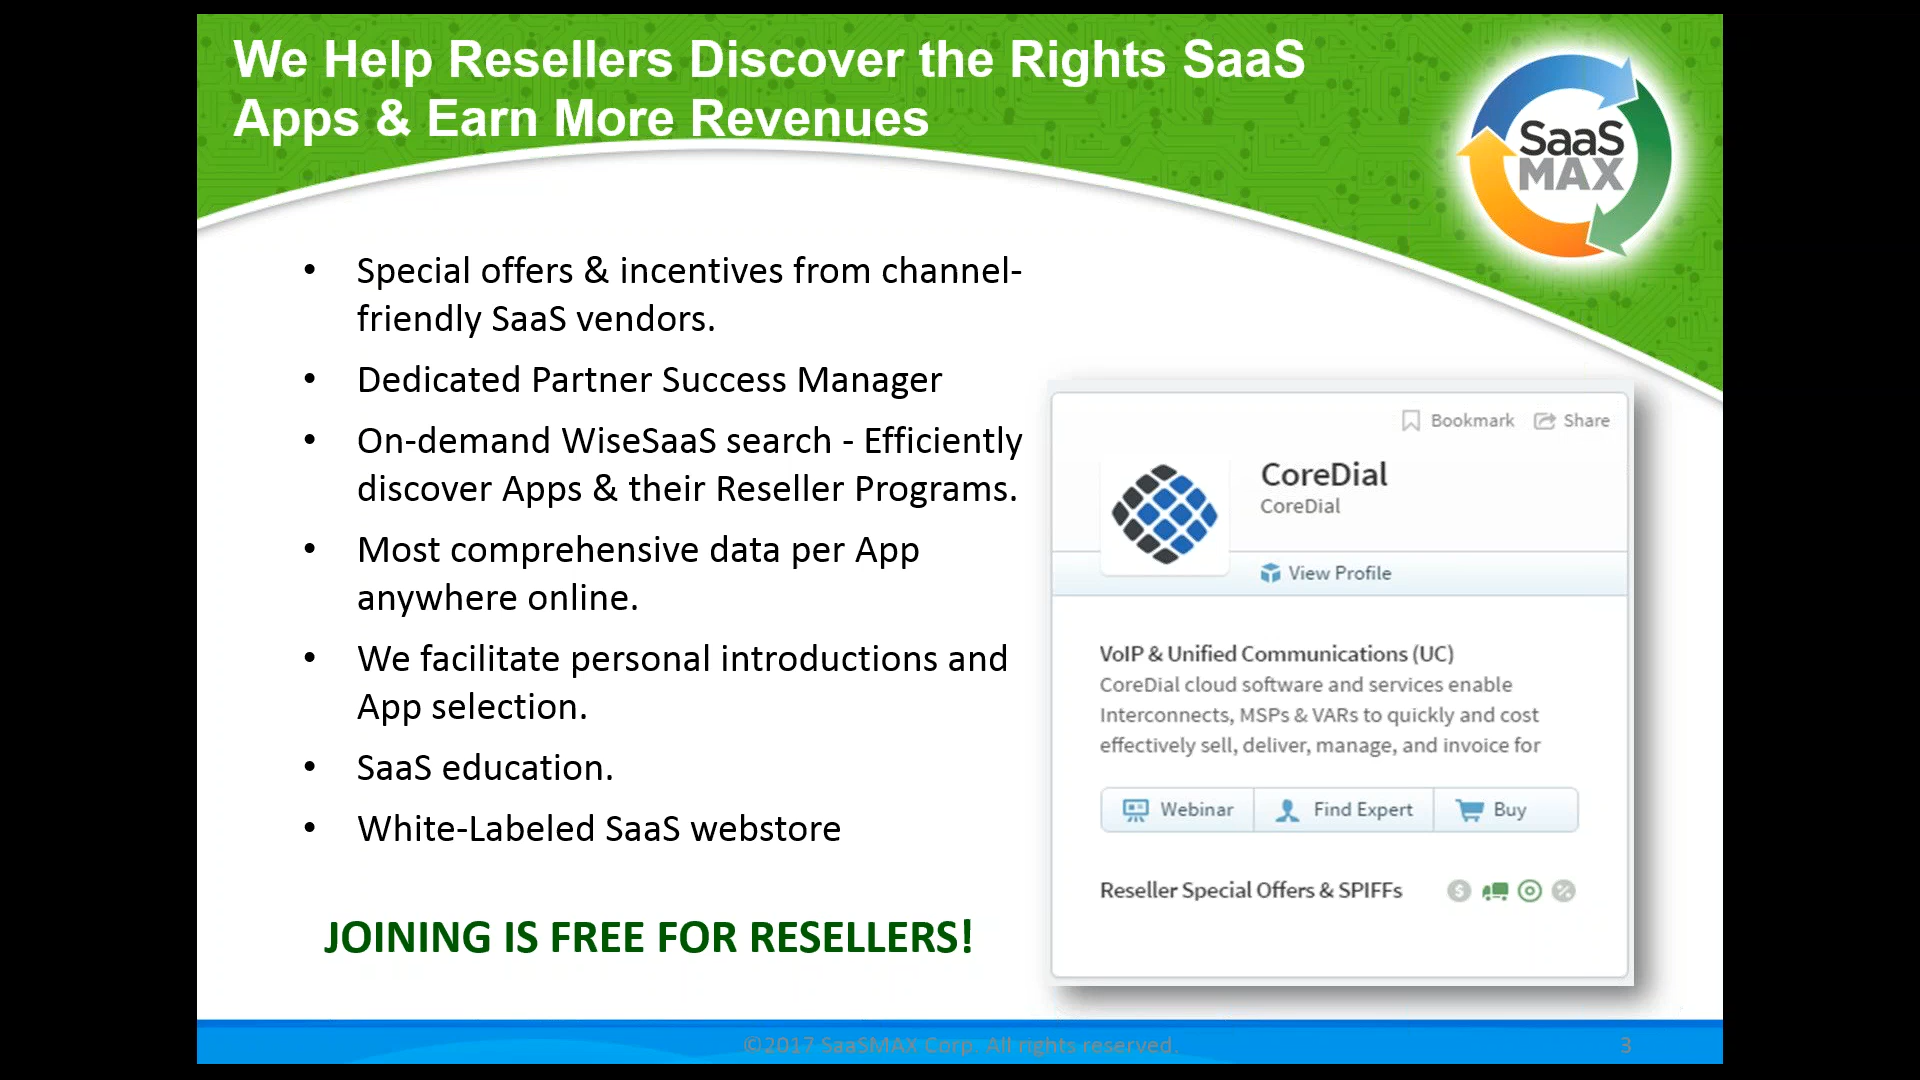 We Help Resellers Discover the Rights SaaS
Apps & Earn More Revenues
SaaS
MAX
• Special offers & incentives from channel-
friendly SaaS vendors.
• Dedicated Partner Success Manager
• On-demand WiseSaaS search - Efficiently
discover Apps & their Reseller Programs.
• Most comprehensive data per App
anywhere online.
• We facilitate personal introductions and
App selection.
• SaaS education.
• White-Labeled SaaS webstore
JOINING IS FREE FOR RESELLERS!
Bookmark Share
CoreDial
CoreDial
View Profile
VoIP & Unified Communications (UC)
CoreDial cloud software and services enable
Interconnects, MSPs & VARs to quickly and cost
effectively sell, deliver, manage, and invoice for
Webinar Find Expert Buy
Reseller Special Offers & SPIFFs
©2017 SaaSMAX Corp. All rights reserved.
3